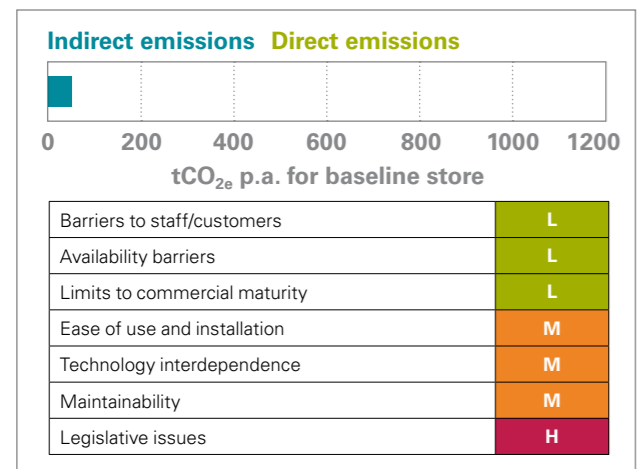 Indirect emissions Direct emissions
0 200 400 600 800 1000 1200
tCO2e p.a. for baseline store
Barriers to staff/customers L
Availability barriers L
Limits to commercial maturity L
Ease of use and installation M
Technology interdependence M
Maintainability M
Legislative issues H